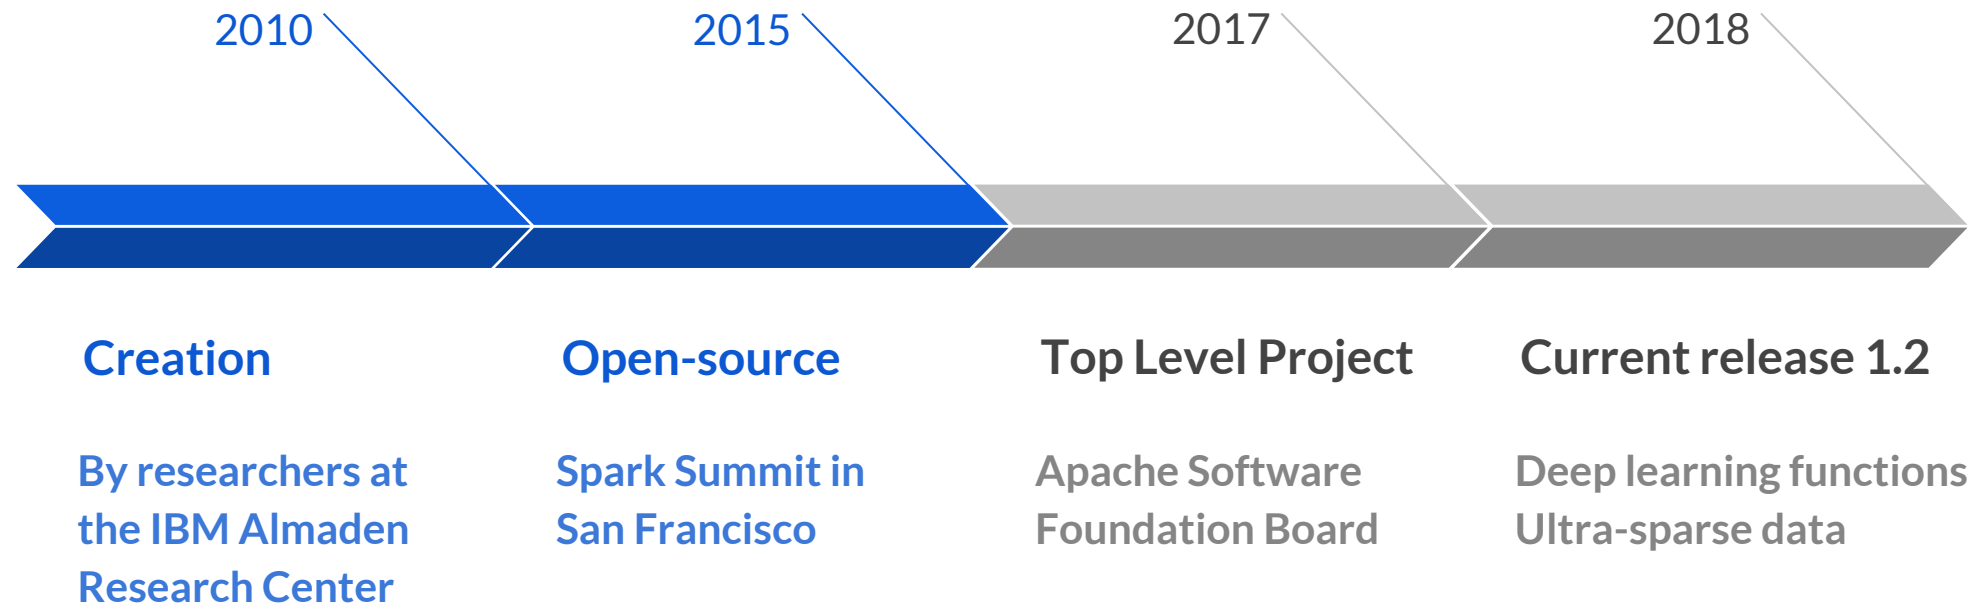 2010
2015
2017
2018
Creation
Open-source
Top Level Project
Current release 1.2
By researchers at
the IBM Almaden
Research Center
Spark Summit in
San Francisco
Apache Software
Foundation Board
Deep learning functions
Ultra-sparse data